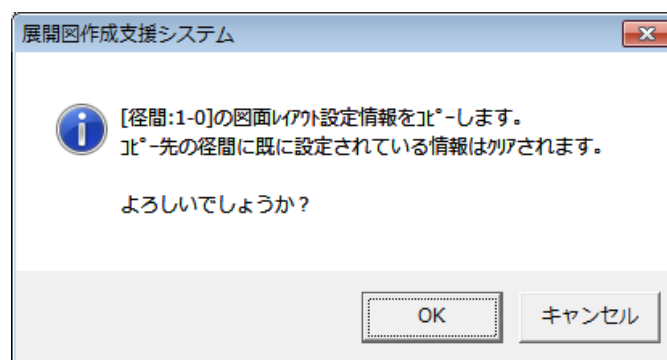 展開図作成支援システム
[径間:1-0]の図面ﾚｲｱｳﾄ設定情報をｺﾋﾟｰします。
ｺﾋﾟｰ先の径間に既に設定されている情報はｸﾘｱされます。
よろしいでしょうか？
OK
キャンセル